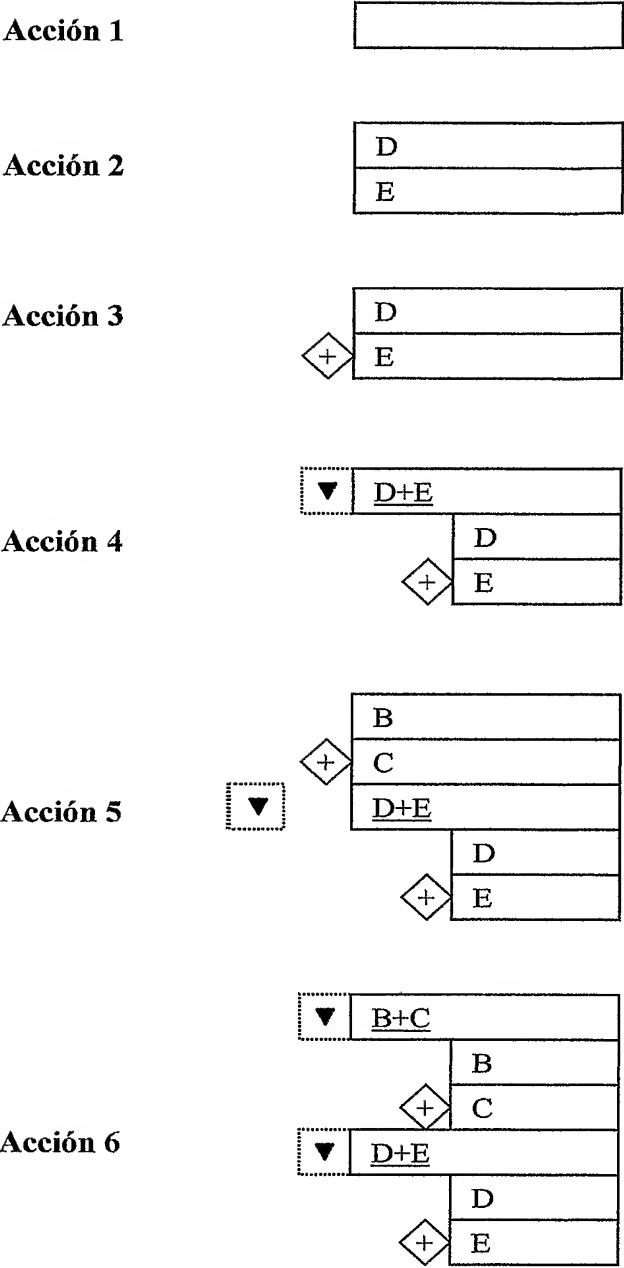 Acción 1
Acción 2
D
E
Acción 3
D
+ E
Acción 4
▼ D+E
D
+ E
Acción 5
B
+ C
▼ D+E
D
+ E
Acción 6
▼ B+C
B
+ C
▼ D+E
D
+ E